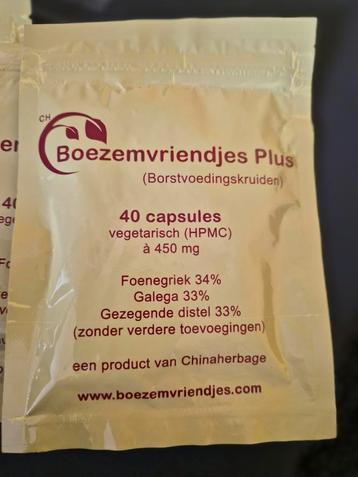 CH
Boezemvriendjes Plus
(Borstvoedingskruiden)
40 capsules
vegetarisch (HPMC)
à 450 mg
Foenegriek 34%
Galega 33%
Gezegende distel 33%
(zonder verdere toevoegingen)
een product van Chinaherbage
www.boezemvriendjes.com